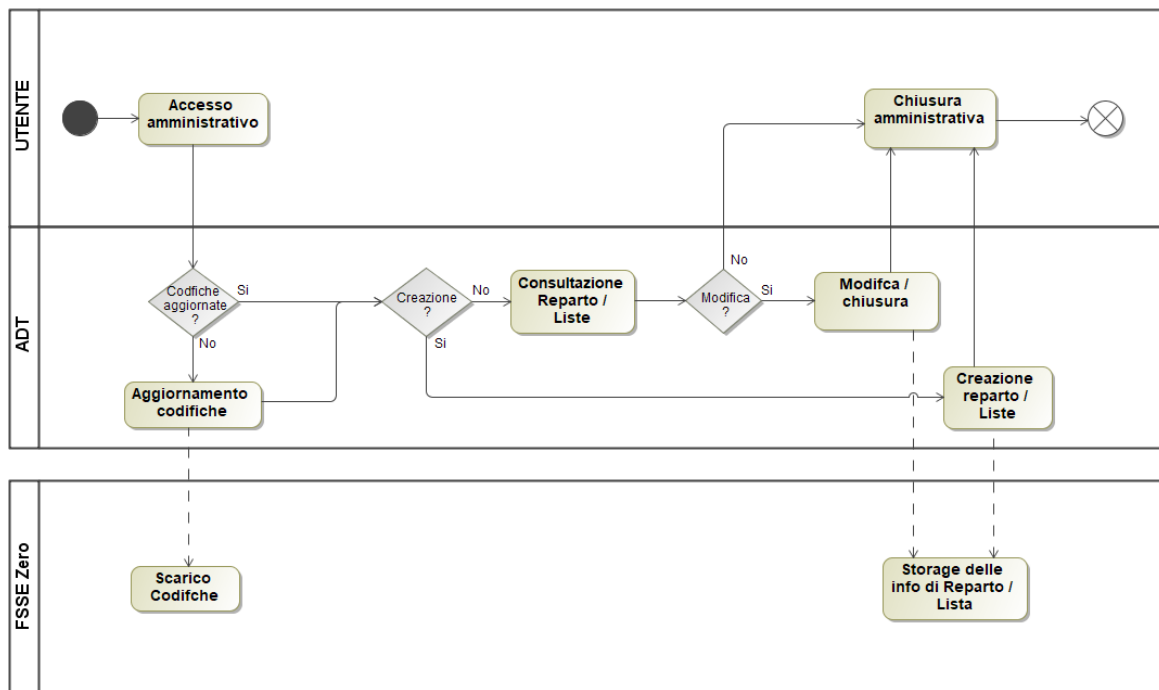 UTENTE
Accesso
amministrativo
Chiusura
amministrativa
ADT
Codfiche
aggiornate
?
Si
No
Aggiornamento
codifiche
Creazione
?
No
Si
Consultazione
Reparto /
Liste
Modifica
?
No
Si
Modifca /
chiusura
Creazione
reparto /
Liste
FSSE Zero
Scarico
Codifche
Storage delle
info di Reparto /
Lista